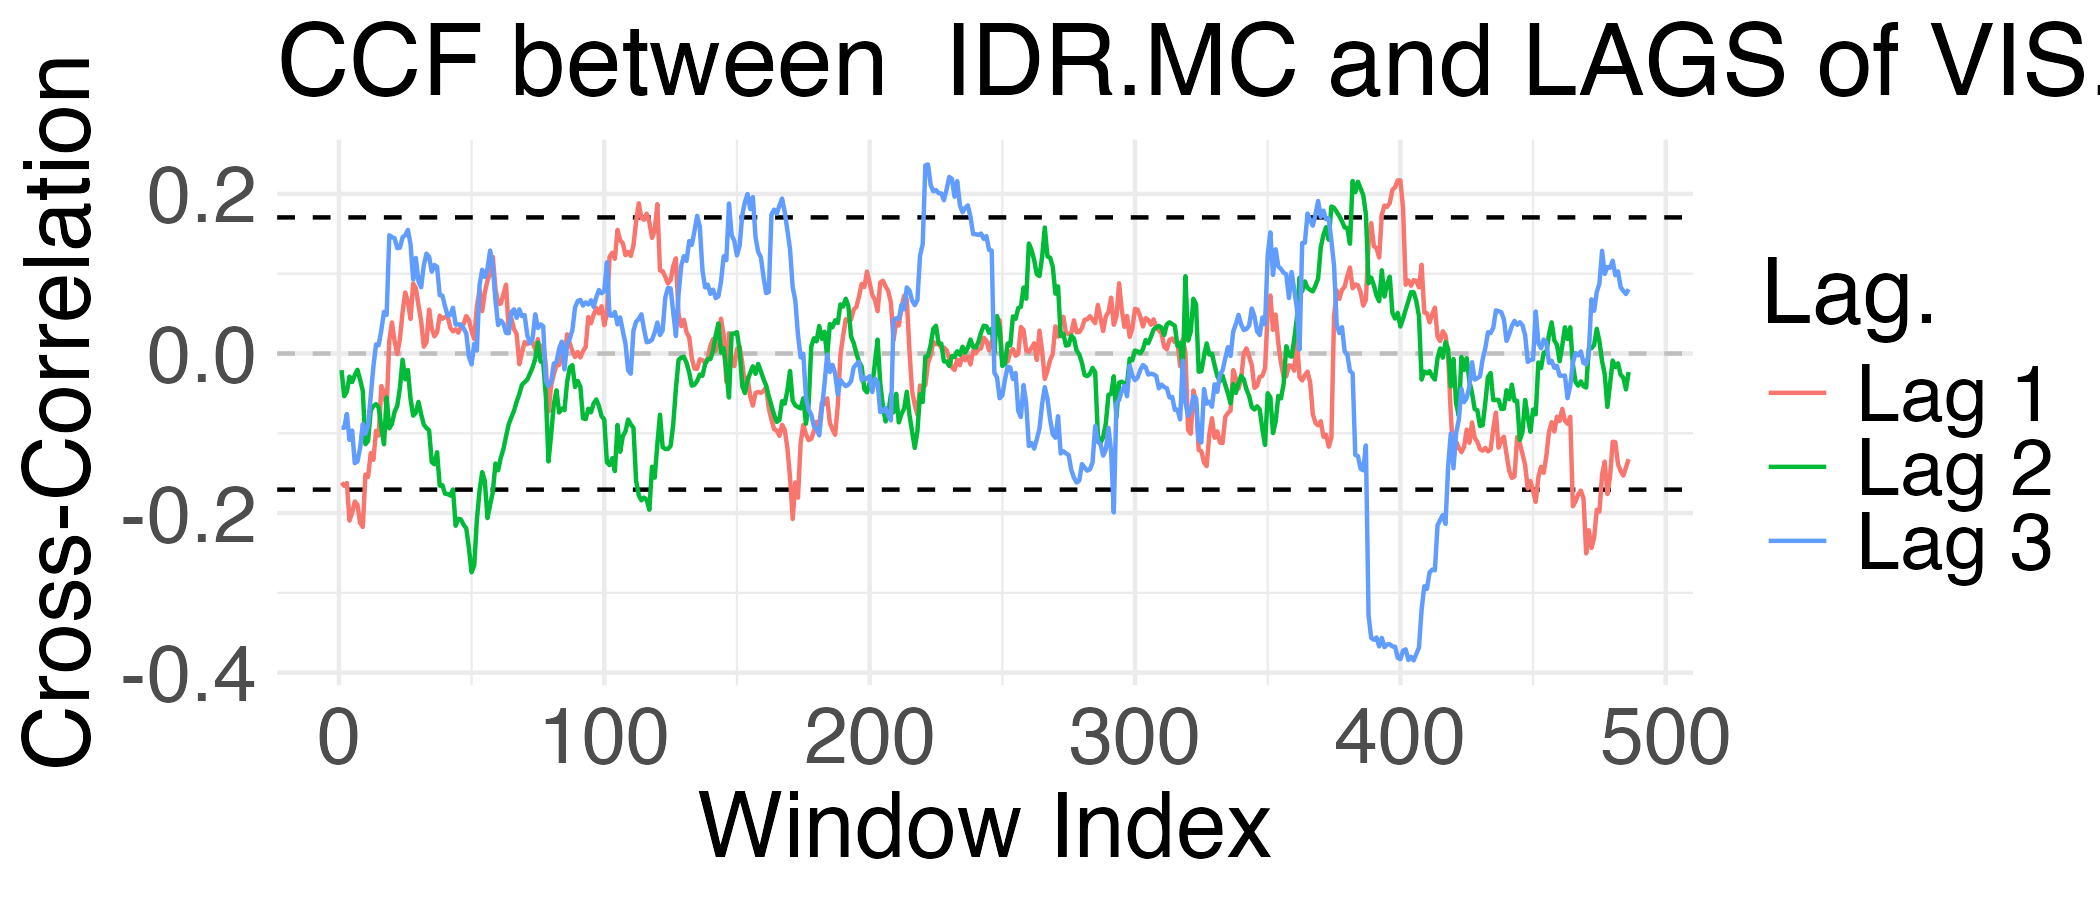 CCF between  IDR.MC and LAGS of VIS.
Cross-Correlation
0.2
0.0
-0.2
-0.4
0 100 200 300 400 500
Window Index
Lag.
Lag 1
Lag 2
Lag 3